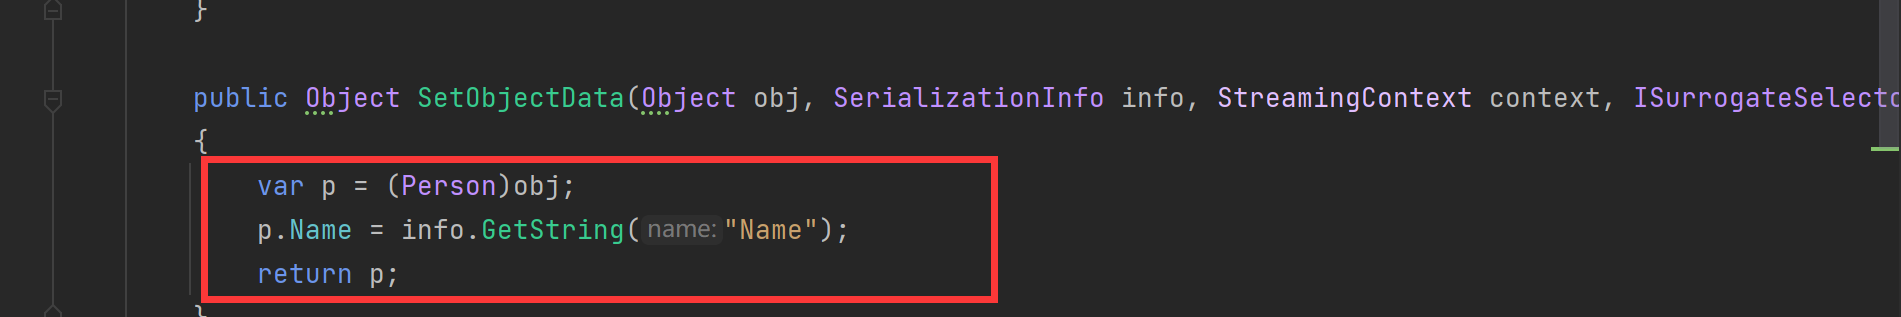 }
public Object SetObjectData(Object obj, SerializationInfo info, StreamingContext context, ISurrogateSelecto
{
var p = (Person)obj;
p.Name = info.GetString(name:"Name");
return p;
}